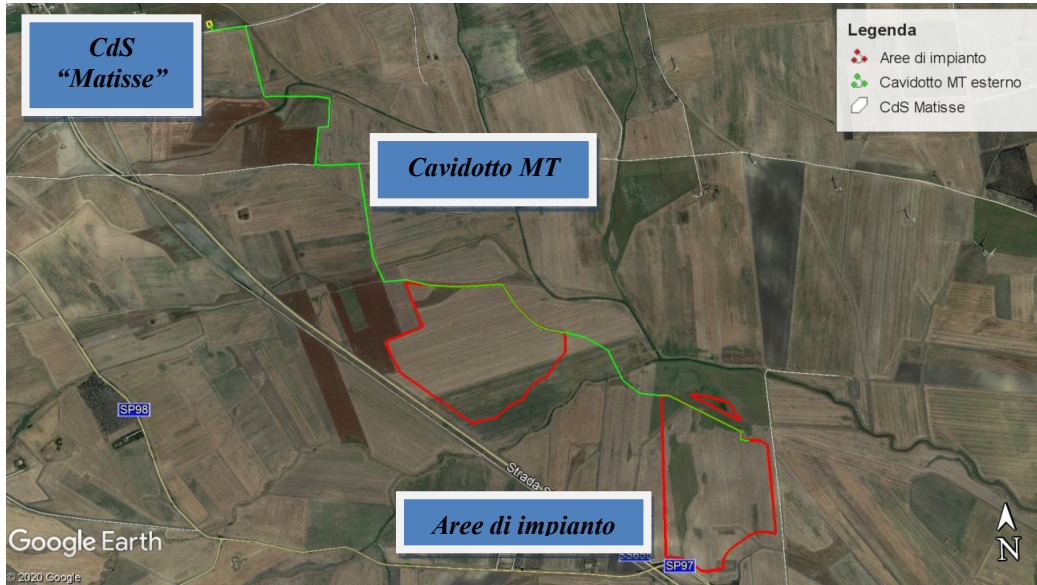 CdS
“Matisse”
Legenda
Aree di impianto
Cavidotto MT esterno
CdS Matisse
Cavidotto MT
SP98
Strada S
Aree di impianto
SP97
Google Earth
N
© 2020 Google